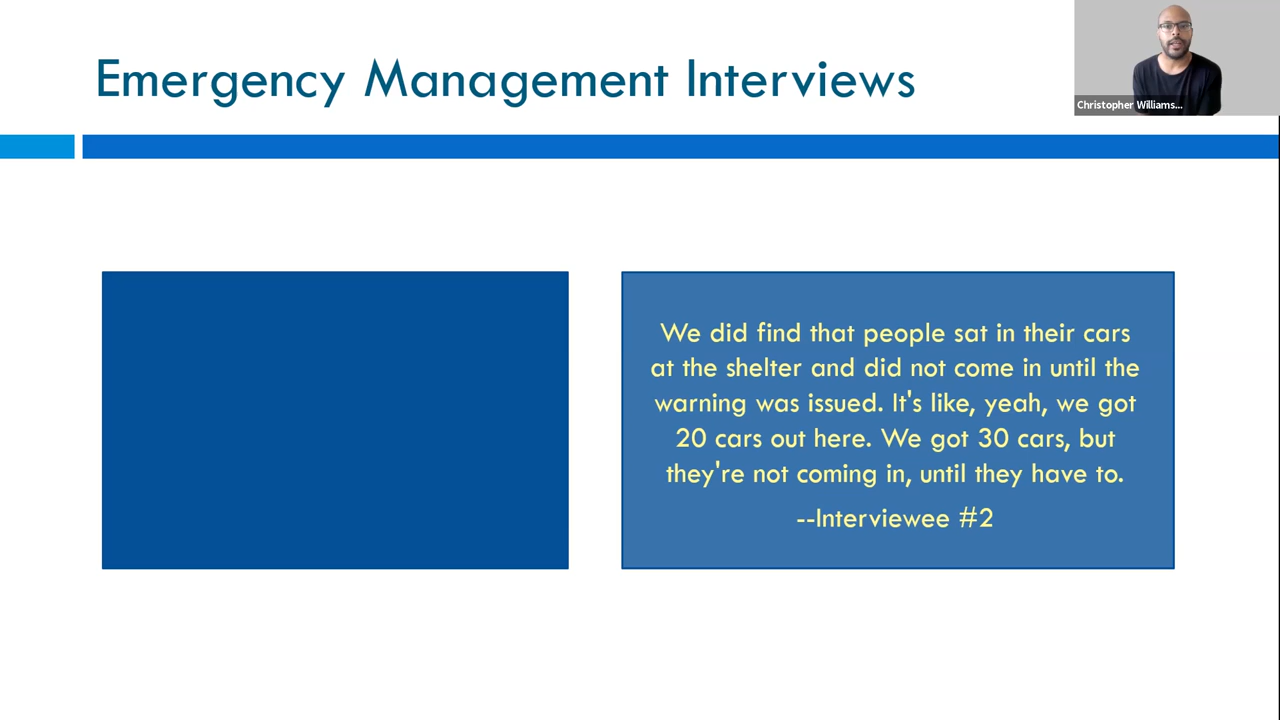 Emergency Management Interviews
Christopher Williams...
We did find that people sat in their cars
at the shelter and did not come in until the
warning was issued. It's like, yeah, we got
20 cars out here. We got 30 cars, but
they're not coming in, until they have to.
--Interviewee #2